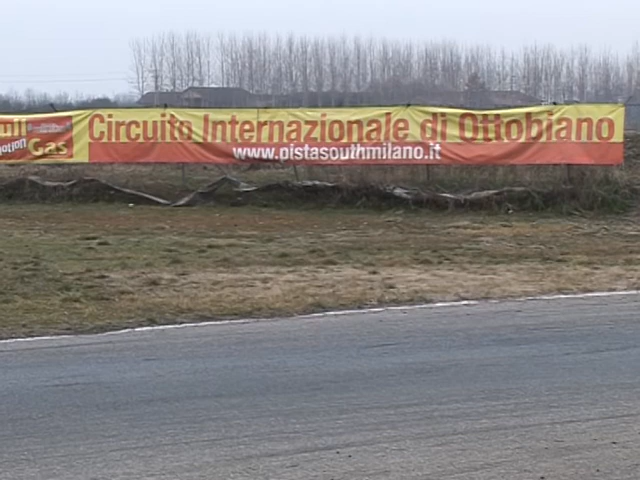 Gas
Circuito Internazionale di Ottobiano
www.pistasouthmilano.it